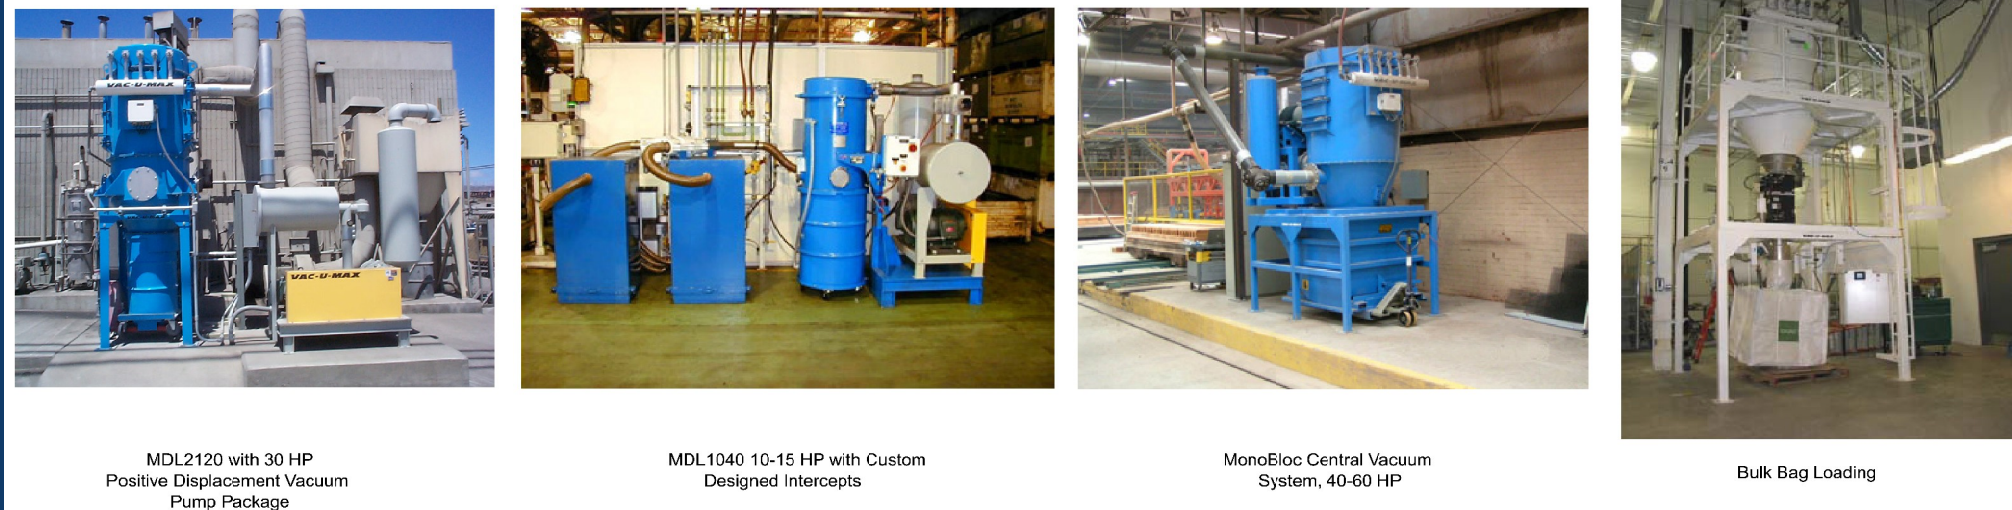 VAC-U-MAX
VAC-U-MAX
MDL2120 with 30 HP
Positive Displacement Vacuum
Pump Package
MDL1040 10-15 HP with Custom
Designed Intercepts
MonoBloc Central Vacuum
System, 40-60 HP
Bulk Bag Loading